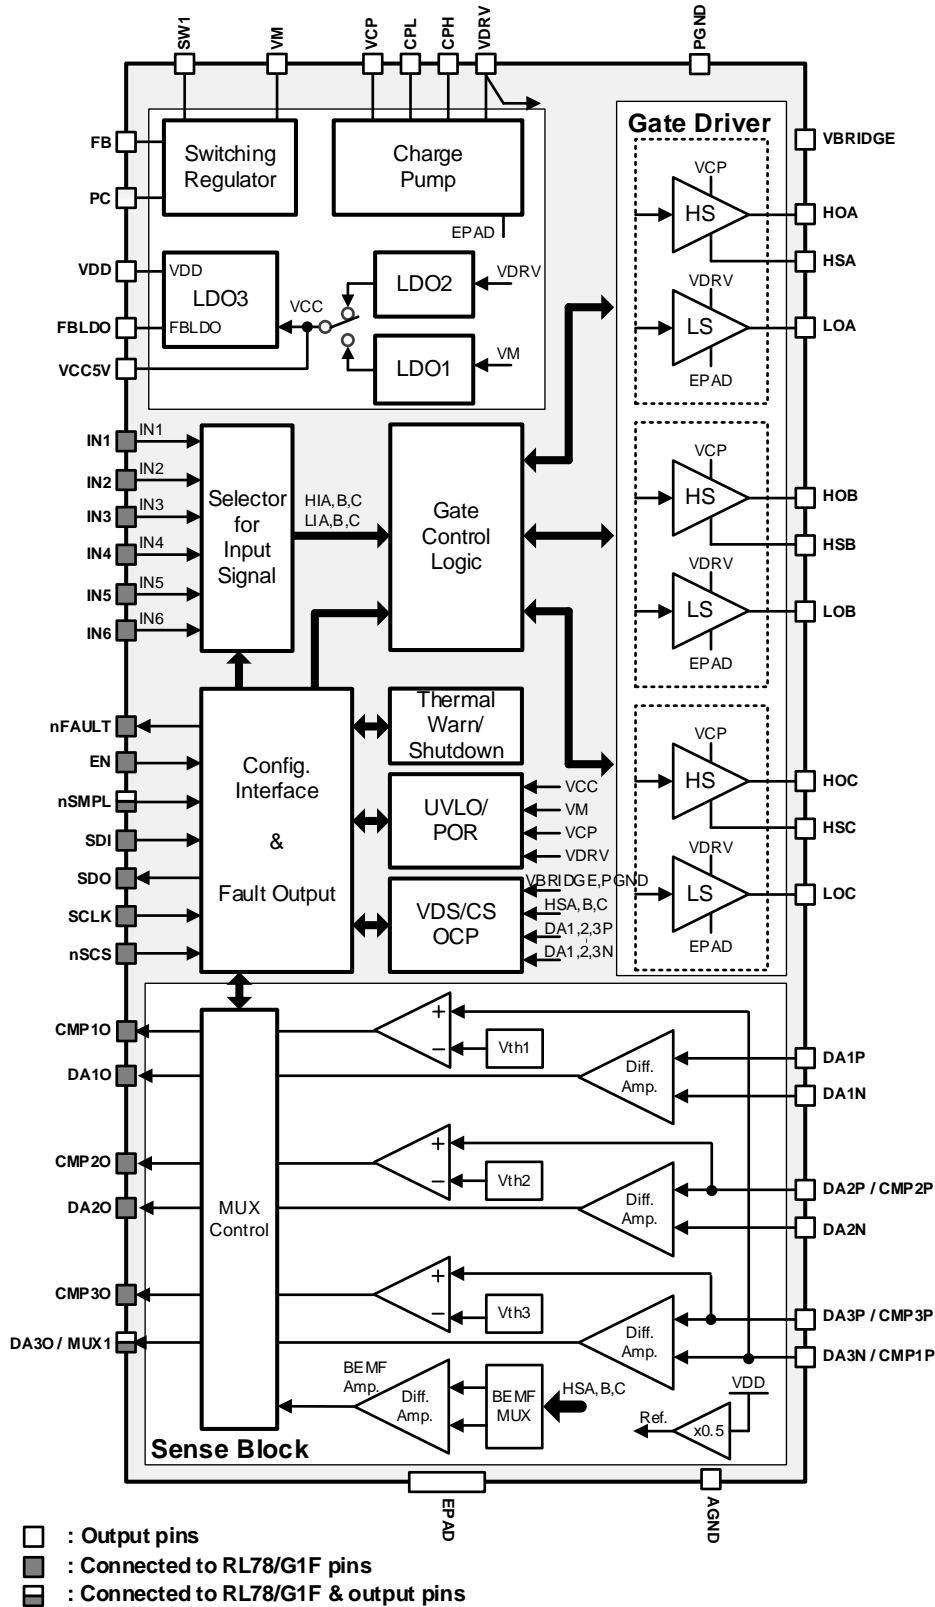 SW1
VM
VCP
CPL
CPH
VDRV
PGND
FB
PC
VDD
FBLDO
VCC5V
Switching
Regulator
Charge
Pump
EPAD
VDD
LDO3
FBLDO
VCC
LDO2
VDRV
LDO1
VM
Gate Driver
VCP
HS
VDRV
LS
EPAD
VCP
HS
VDRV
LS
EPAD
VCP
HS
VDRV
LS
EPAD
VBRIDGE
HOA
HSA
LOA
HOB
HSB
LOB
HOC
HSC
LOC
IN1
IN2
IN3
IN4
IN5
IN6
IN1
IN2
IN3
IN4
IN5
IN6
Selector
for
Input
Signal
HIA,B,C
LIA,B,C
Gate
Control
Logic
nFAULT
EN
nSMPL
SDI
SDO
SCLK
nSCS
Config.
Interface
&
Fault Output
Thermal
Warn/
Shutdown
UVLO/
POR
VCC
VM
VCP
VDRV
VDS/CS
OCP
VBRIDGE,PGND
HSA,B,C
DA1,2,3P
DA1,2,3N
CMP1O
DA1O
CMP2O
DA2O
CMP3O
DA3O / MUX1
MUX
Control
+
−
Vth1
Diff.
Amp.
+
−
Vth2
Diff.
Amp.
+
−
Vth3
Diff.
Amp.
BEMF
Amp.
Diff.
Amp.
BEMF
MUX
HSA,B,C
VDD
Ref.
x0.5
Sense Block
DA1P
DA1N
DA2P / CMP2P
DA2N
DA3P / CMP3P
DA3N / CMP1P
EPAD
AGND
: Output pins
: Connected to RL78/G1F pins
: Connected to RL78/G1F & output pins